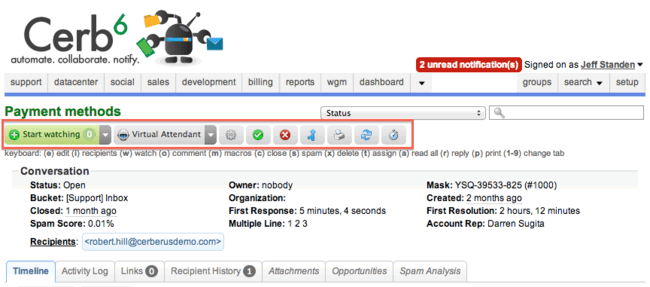 Cerb6
automate. collaborate. notify.
2 unread notification(s) Signed on as Jeff Standen
support datacenter social sales development billing reports wgm dashboard groups search setup
Payment methods Status
Start watching 0 Virtual Attendant
keyboard: (e) edit (i) recipients (w) watch (o) comment (m) macros (c) close (s) spam (x) delete (t) assign (a) read all (r) reply (p) print (1-9) change tab
Conversation
Status: Open Owner: nobody Mask: YSQ-39533-825 (#1000)
Bucket: [Support] Inbox Organization: Created: 2 months ago
Closed: 1 month ago First Response: 5 minutes, 4 seconds First Resolution: 2 hours, 12 minutes
Spam Score: 0.01% Multiple Line: 1 2 3 Account Rep: Darren Sugita
Recipients: <robert.hill@cerberusdemo.com>
Timeline Activity Log Links 0 Recipient History 1 Attachments Opportunities Spam Analysis